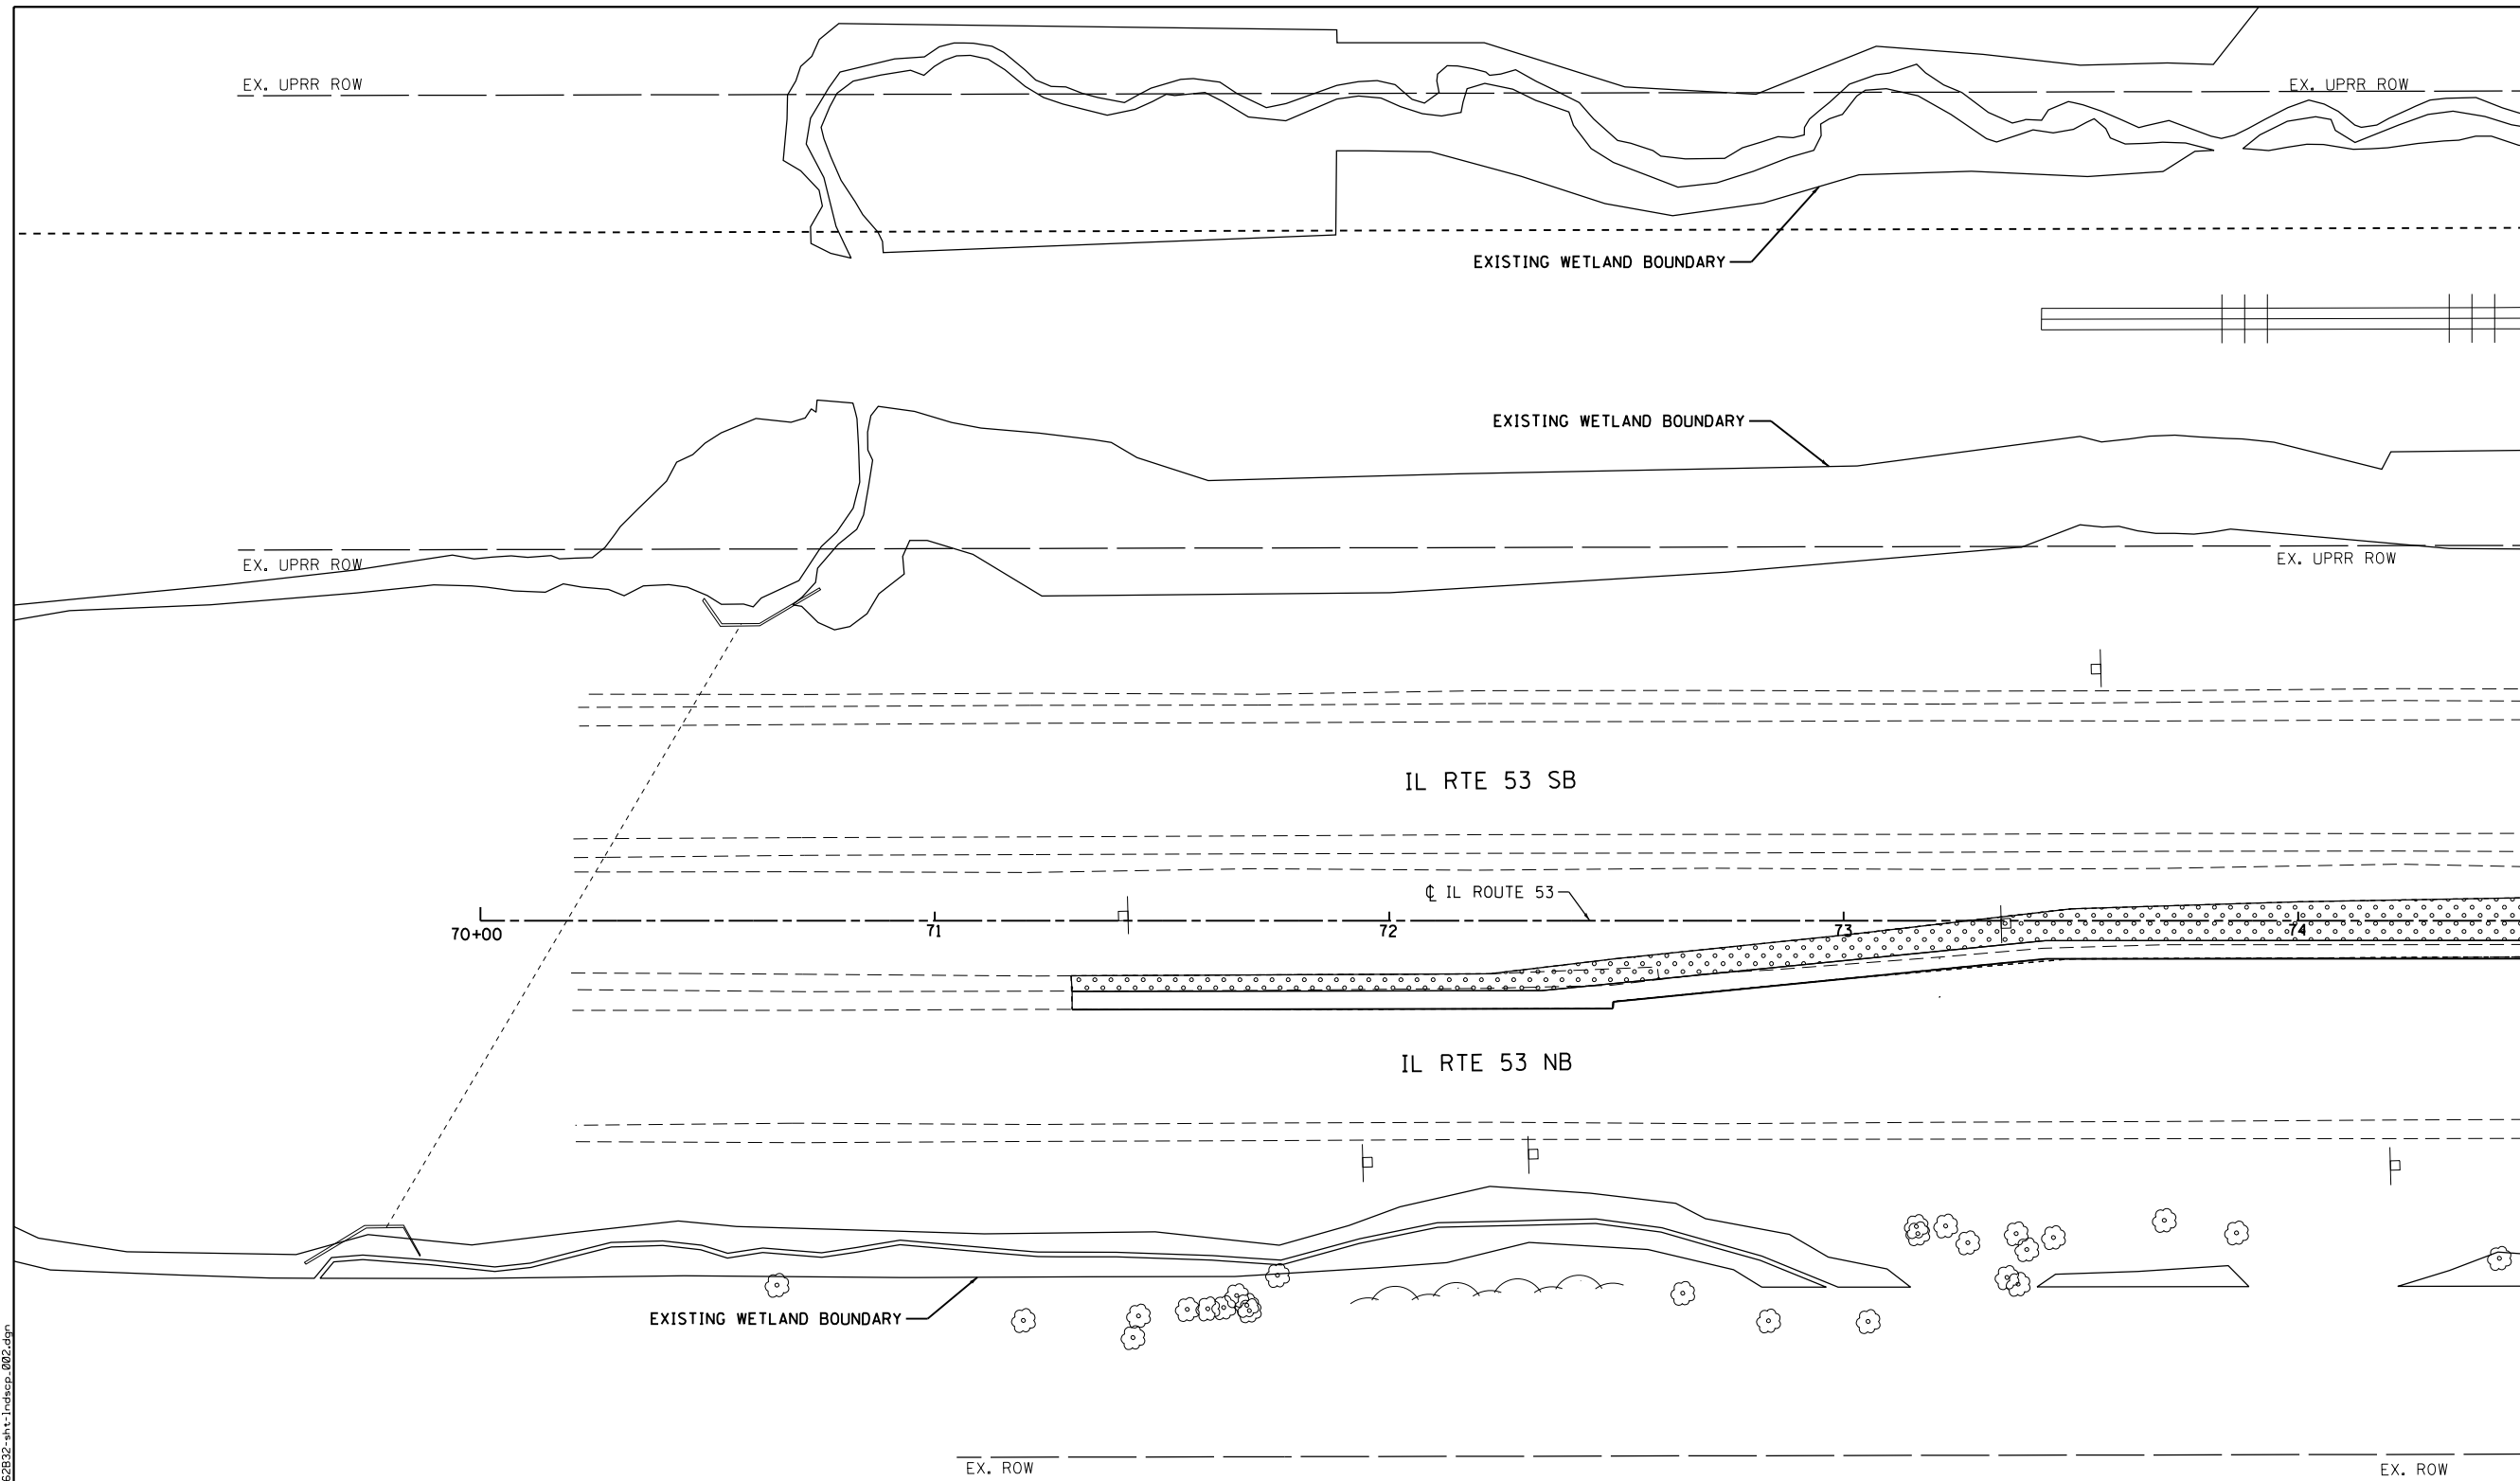 EX. UPRR ROW
EX. UPRR ROW
EXISTING WETLAND BOUNDARY
EXISTING WETLAND BOUNDARY
EX. UPRR ROW
EX. UPRR ROW
IL RTE 53 SB
℄ IL ROUTE 53
70+00
71
72
73
74
IL RTE 53 NB
EXISTING WETLAND BOUNDARY
EX. ROW
EX. ROW
62B32-sht-lndscp_002.dgn